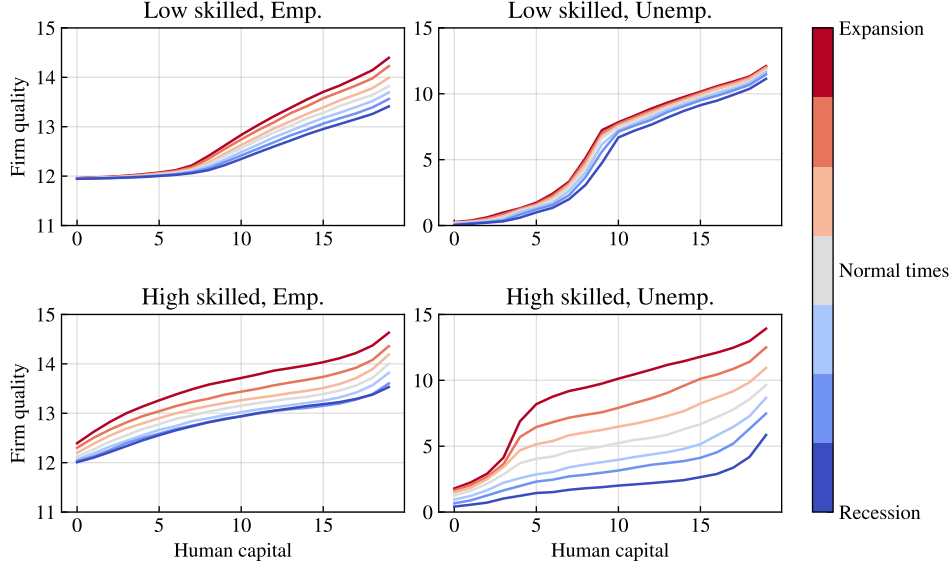 Low skilled, Emp.
Low skilled, Unemp.
Firm quality
15
14
13
12
11
0 5 10 15
15
10
5
0
0 5 10 15
High skilled, Emp.
High skilled, Unemp.
Firm quality
15
14
13
12
11
0 5 10 15
Human capital
15
10
5
0
0 5 10 15
Human capital
Expansion
Normal times
Recession